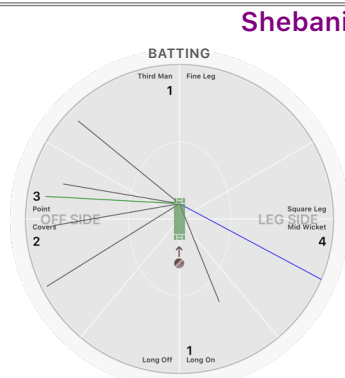 Shebani
BATTING
Third Man Fine Leg
1
3
Point
OFF SIDE
Covers
2
Square Leg
LEG SIDE
Mid Wicket
4
1
Long Off Long On